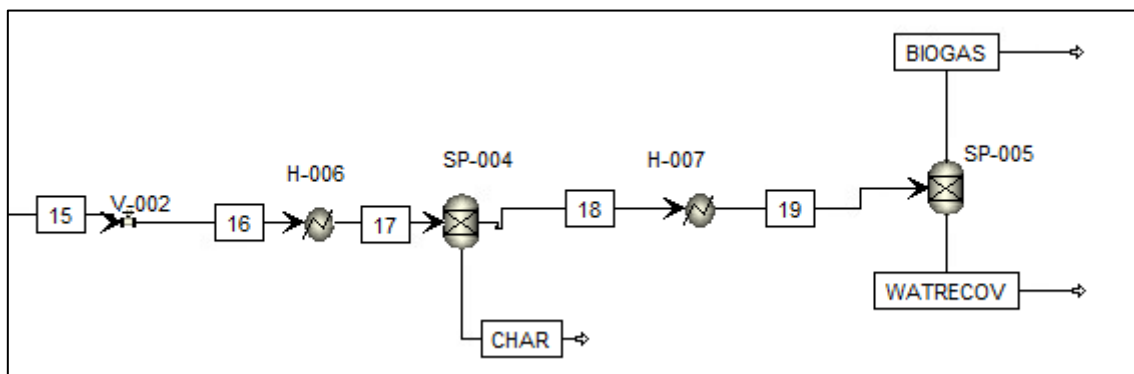 BIOGAS
SP-004
H-007
SP-005
H-006
15
V-002
16
17
18
19
WATRECOV
CHAR